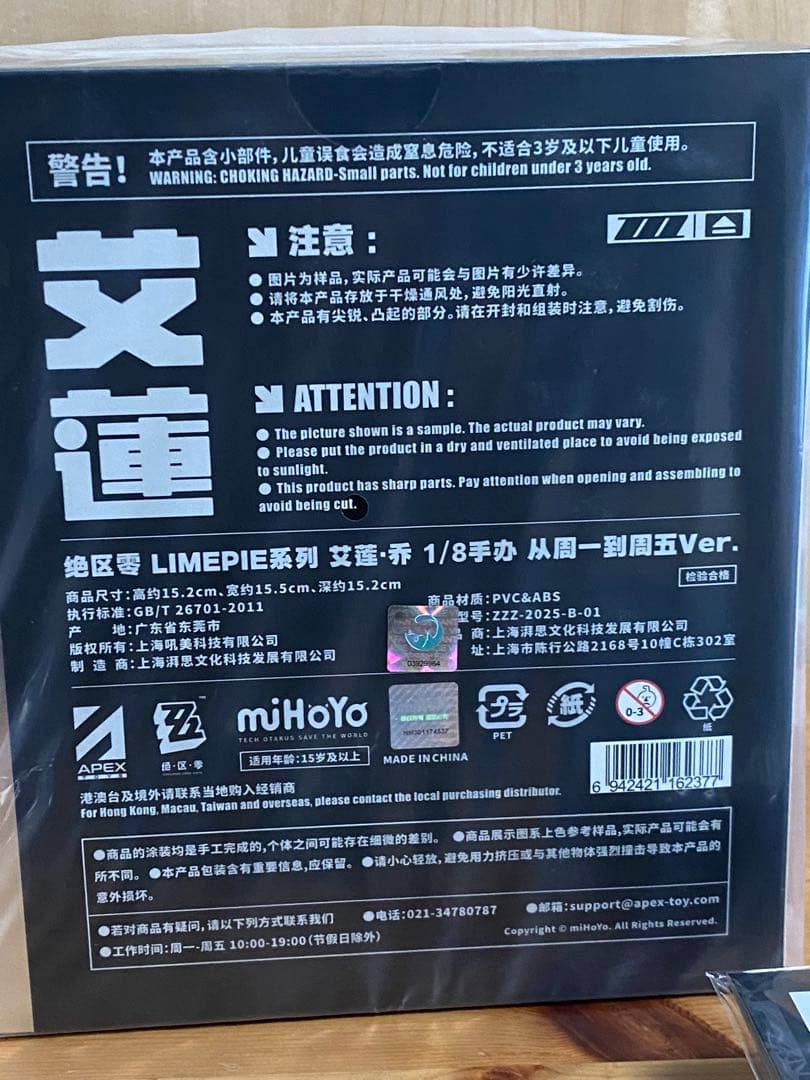 警告！
本产品含小部件，儿童误食会造成窒息危险，不适合3岁及以下儿童使用。
WARNING: CHOKING HAZARD-Small parts. Not for children under 3 years old.
艾蓮
注意：
● 图片为样品，实际产品可能会与图片有少许差异。
● 请将本产品存放于干燥通风处，避免阳光直射。
● 本产品有尖锐、凸起的部分。请在开封和组装时注意，避免割伤。
ATTENTION：
● The picture shown is a sample. The actual product may vary.
● Please put the product in a dry and ventilated place to avoid being exposed
to sunlight.
● This product has sharp parts. Pay attention when opening and assembling to
avoid being cut.
绝区零 LIMEPIE系列 艾莲·乔 1/8手办 从周一到周五Ver.
检验合格
商品尺寸：高约15.2cm、宽约15.5cm、深约15.2cm
执行标准：GB/T 26701-2011
产 地：广东省东莞市
版权所有：上海吼美科技有限公司
制 造 商：上海湃思文化科技发展有限公司
商品材质：PVC&ABS
型号：ZZZ-2025-B-01
商：上海湃思文化科技发展有限公司
址：上海市陈行公路2168号10幢C栋302室
03929984
APEX
TOYS
绝·区·零
miHoYo
TECH OTAKUS SAVE THE WORLD
适用年龄：15岁及以上
MADE IN CHINA
プラ
PET
紙
0-3
纸
6 942421 162377
港澳台及境外请联系当地购入经销商
For Hong Kong, Macau, Taiwan and overseas, please contact the local purchasing distributor.
●商品的涂装均是手工完成的，个体之间可能存在细微的差别。 ●商品展示图系上色参考样品，实际产品可能会有
所不同。 ●本产品包装含有重要信息，应保留。 ●请小心轻放，避免用力挤压或与其他物体强烈撞击导致本产品的
意外损坏。
●若对商品有疑问，请以下列方式联系我们 ●电话：021-34780787 ●邮箱：support@apex-toy.com
●工作时间：周一-周五 10:00-19:00（节假日除外）
Copyright © miHoYo. All Rights Reserved.